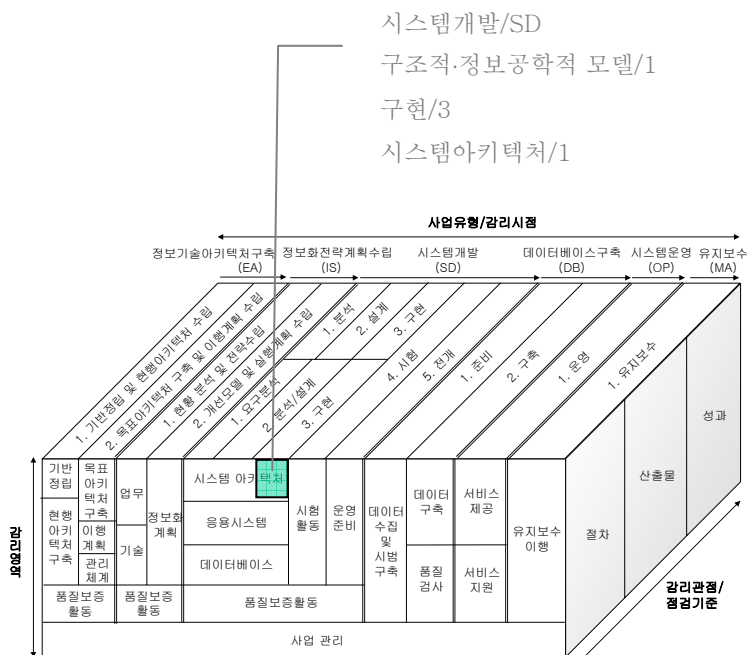 시스템개발/SD
구조적·정보공학적 모델/1
구현/3
시스템아키텍처/1
사업유형/감리시점
정보기술아키텍처구축
(EA)
정보화전략계획수립
(IS)
시스템개발
(SD)
데이터베이스구축
(DB)
시스템운영
(OP)
유지보수
(MA)
1. 기반정립 및 현행아키텍처 수립
2. 목표아키텍처 구축 및 이행계획 수립
1. 현황 분석 및 전략수립
2. 개선모델 및 실행계획 수립
1. 분석
2. 설계
3. 구현
1. 요구분석
2. 분석/설계
3. 구현
4. 시험
5. 전개
1. 준비
2. 구축
1. 운영
1. 유지보수
기반
정립
현행
아키
텍처
구축
목표
아키
텍처
구축
이행
계획
관리
체계
업무
기술
정보화
계획
시스템 아키텍처
응용시스템
데이터베이스
시험
활동
운영
준비
데이터
수집
및
시범
구축
데이터
구축
품질
검사
서비스
제공
서비스
지원
유지보수
이행
품질보증
활동
품질보증
활동
품질보증활동
사업 관리
절차
산출물
성과
감리영역
감리관점/
점검기준